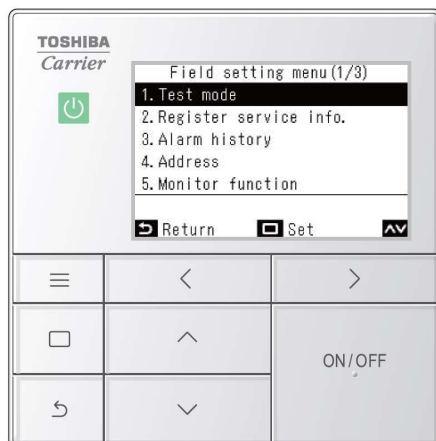 TOSHIBA
Carrier
Field setting menu(1/3)
1.Test mode
2.Register service info.
3.Alarm history
4.Address
5.Monitor function
Return Set
ON/OFF